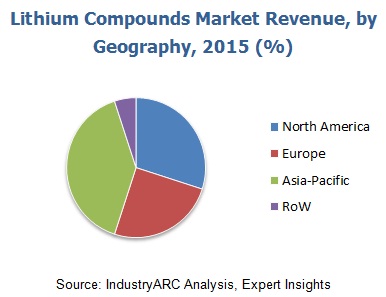 Lithium Compounds Market Revenue, by
Geography, 2015 (%)
North America
Europe
Asia-Pacific
RoW
Source: IndustryARC Analysis, Expert Insights